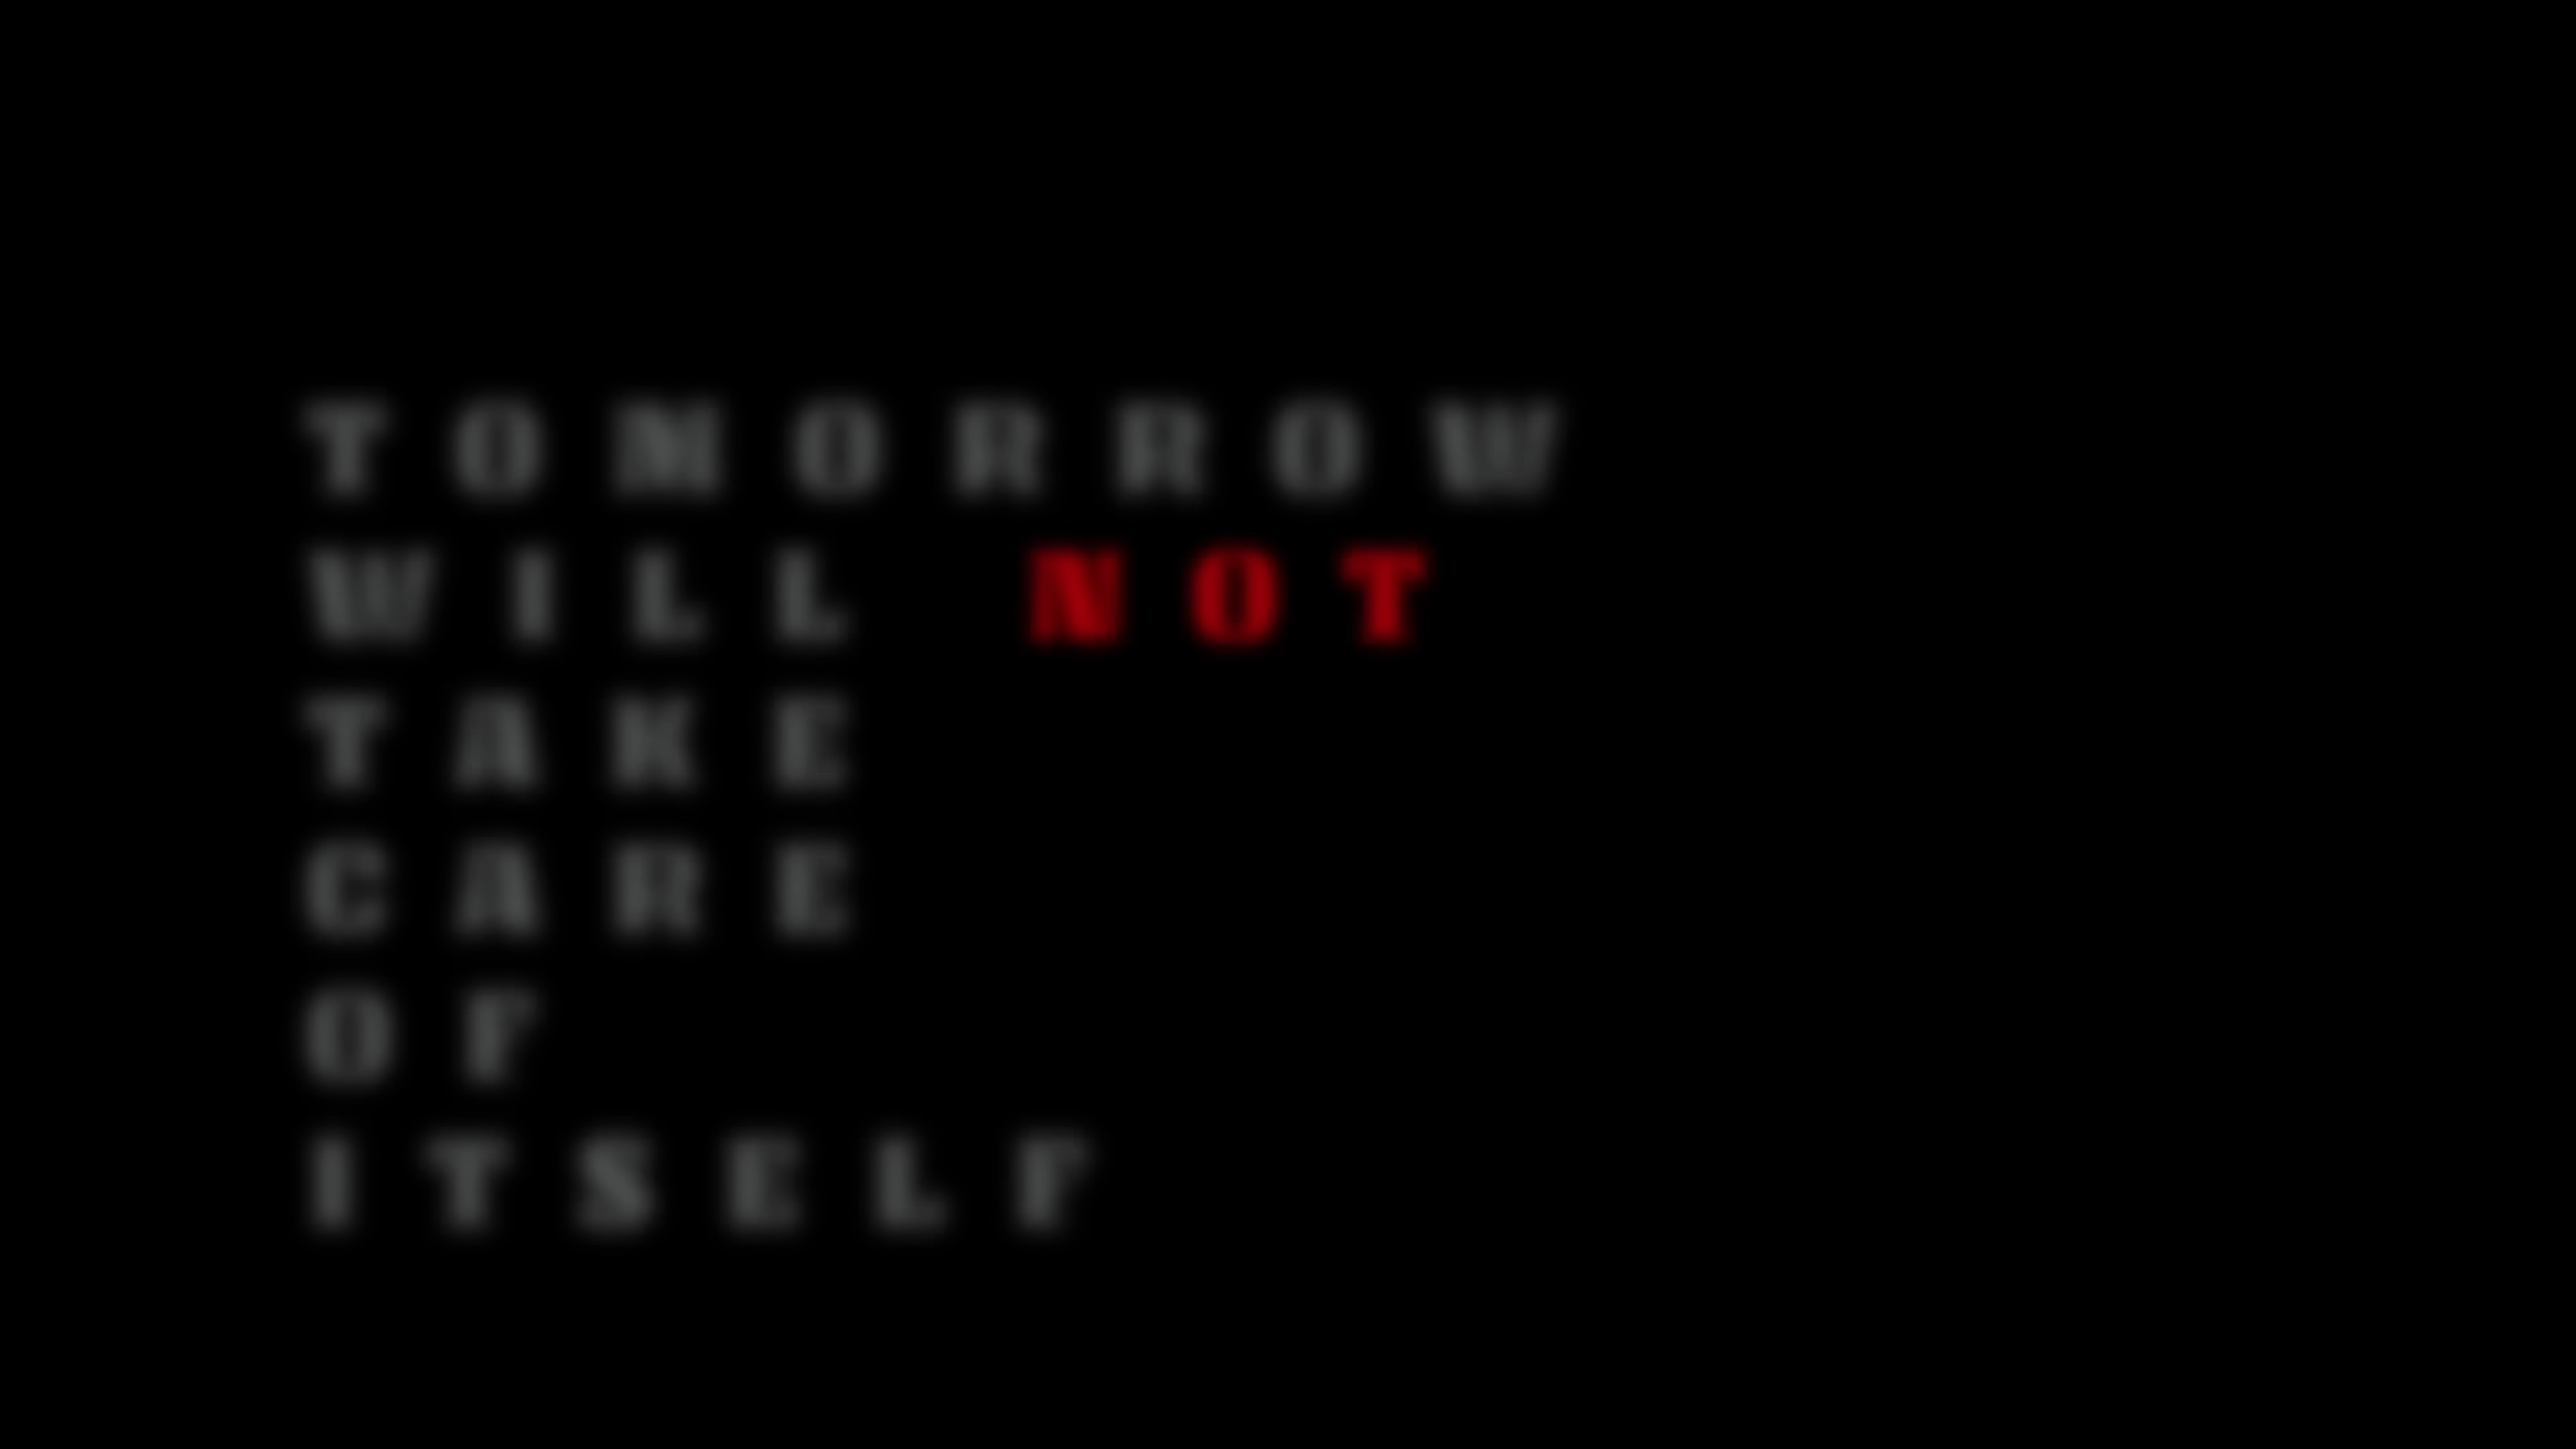 TOMORROW
WILL NOT
TAKE
CARE
OF
ITSELF